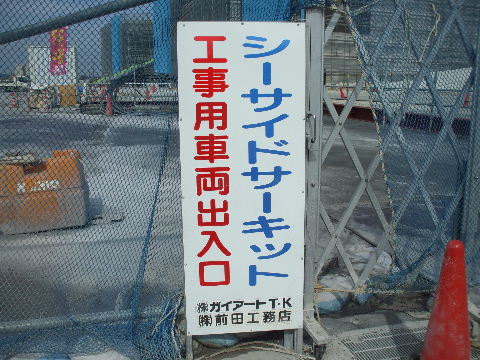 シーサイドサーキット
工事用車両出入口
㈱ガイアートT・K
㈱前田工務店